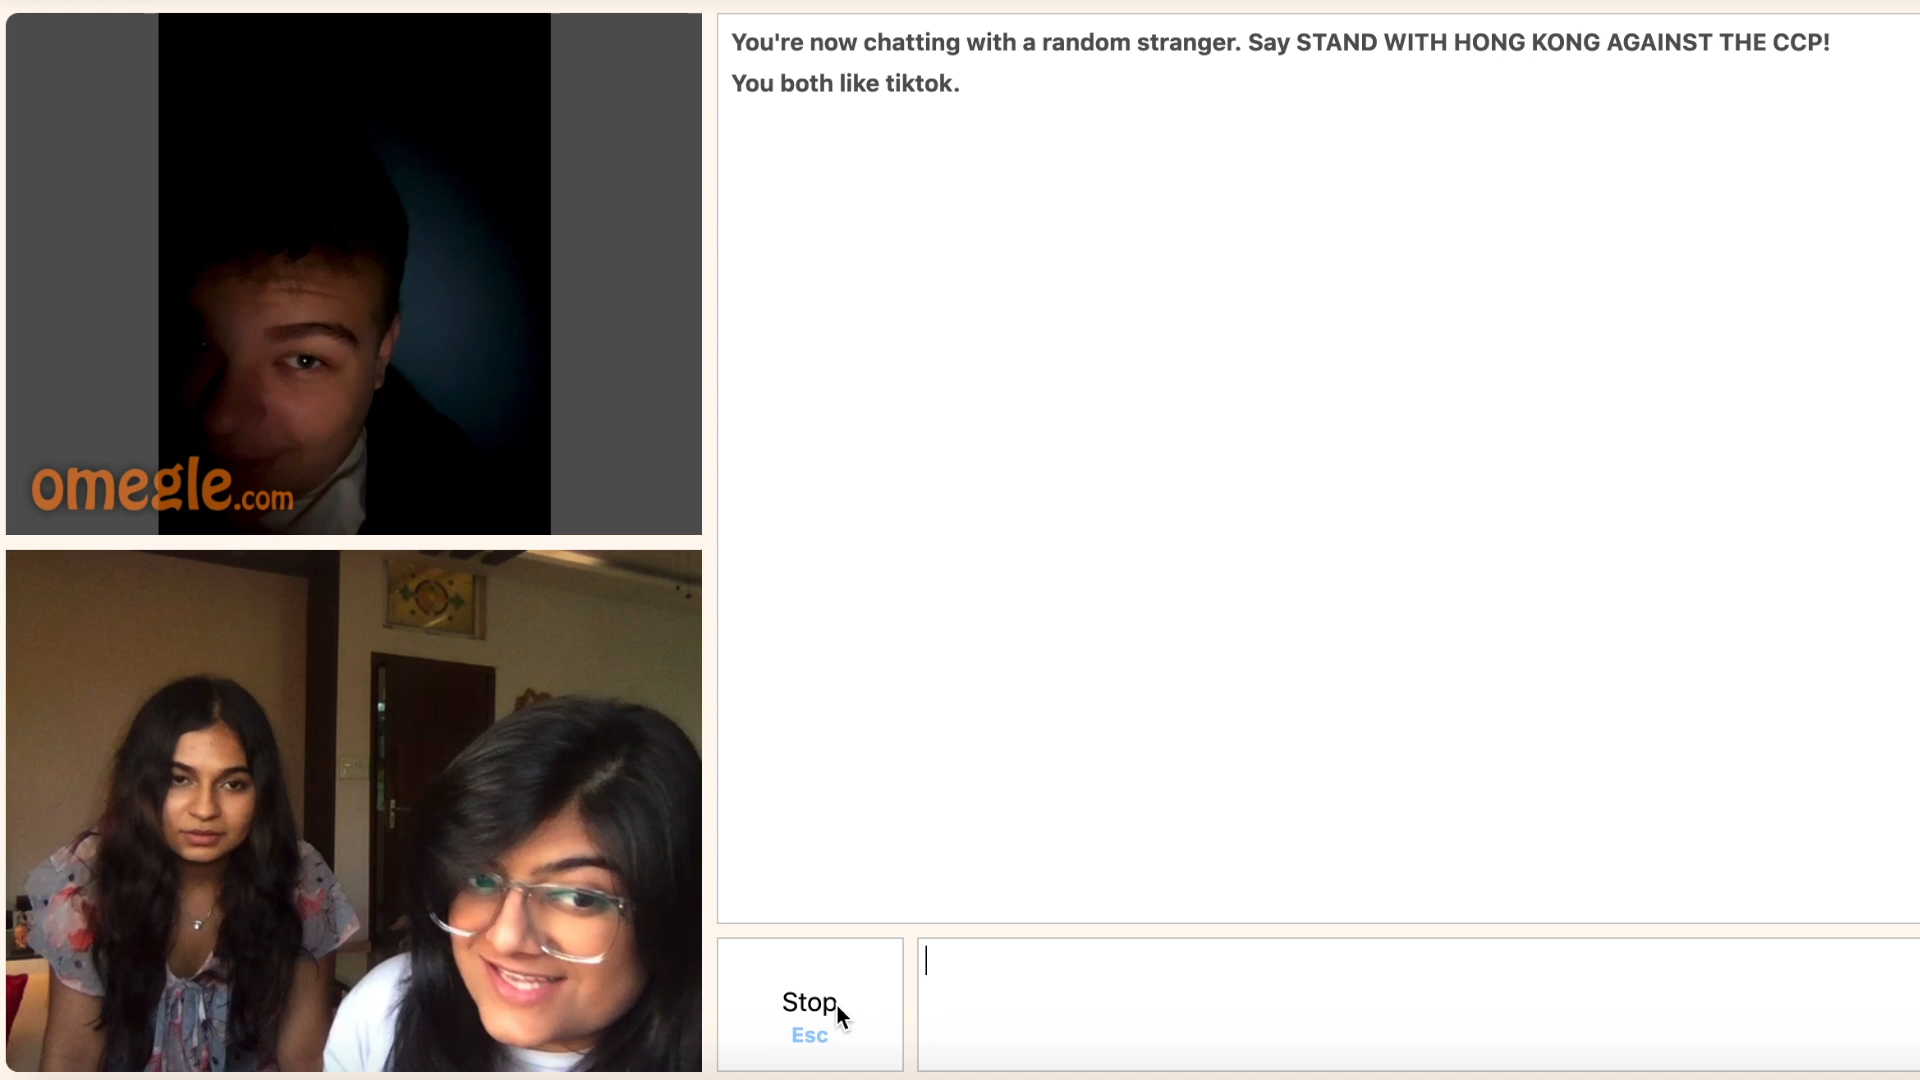 You're now chatting with a random stranger. Say STAND WITH HONG KONG AGAINST THE CCP!
You both like tiktok.
omegle.com
Stop
Esc